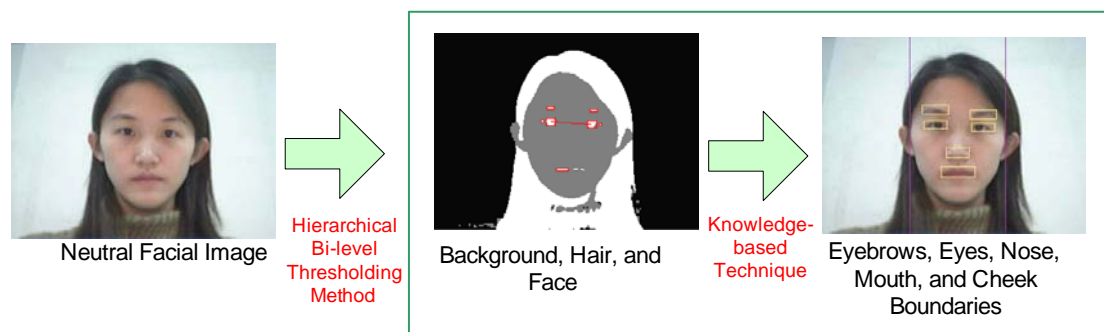 Neutral Facial Image
Hierarchical
Bi-level
Thresholding
Method
Background, Hair, and
Face
Knowledge-
based
Technique
Eyebrows, Eyes, Nose,
Mouth, and Cheek
Boundaries